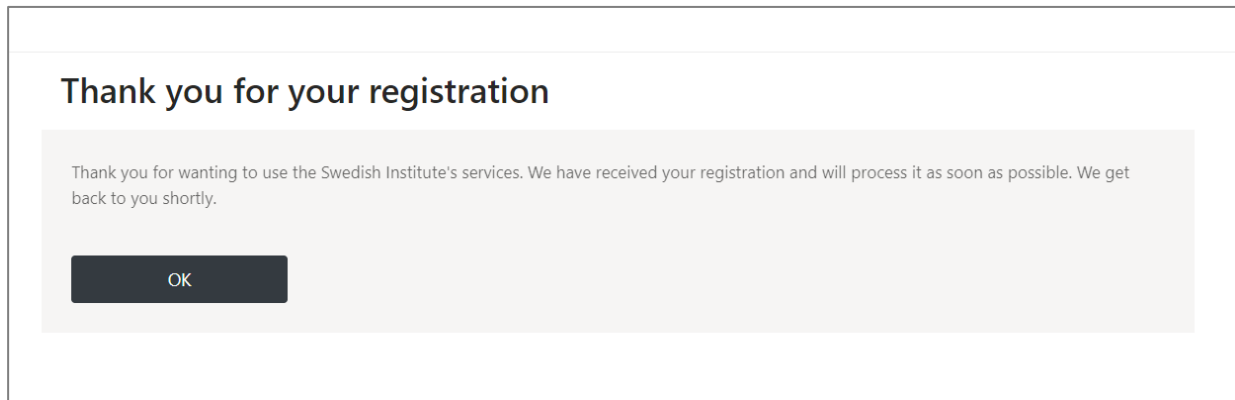 Thank you for your registration
Thank you for wanting to use the Swedish Institute's services. We have received your registration and will process it as soon as possible. We get
back to you shortly.
OK